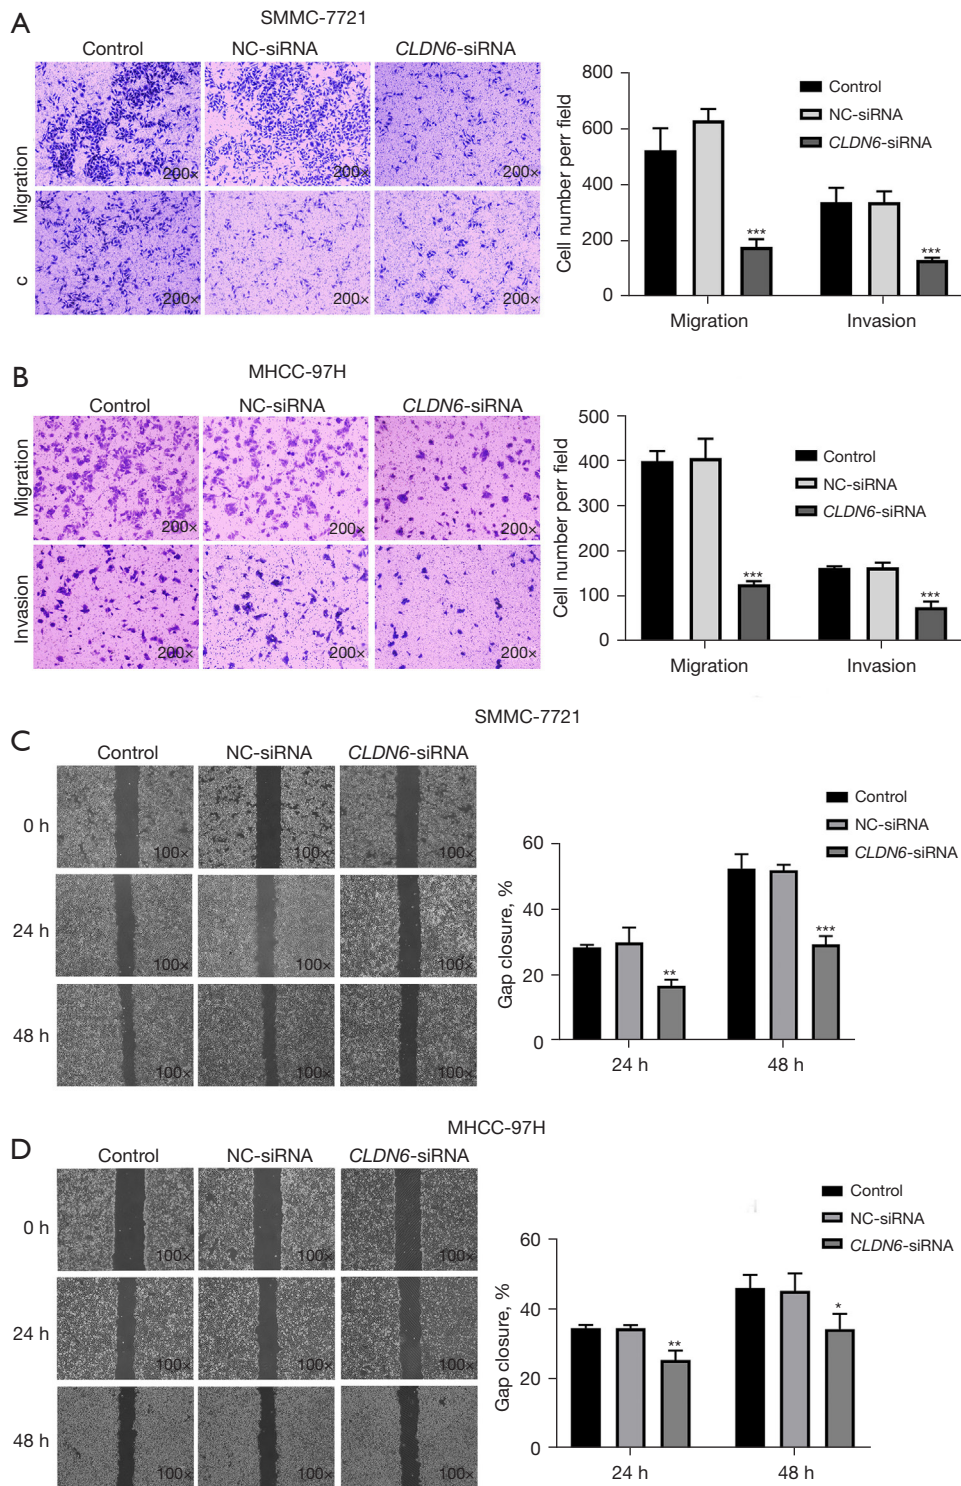 A
SMMC-7721
Control NC-siRNA CLDN6-siRNA
Migration
200× 200× 200×
c
200× 200× 200×
Cell number perr field
800
600
400
200
0
Control
NC-siRNA
CLDN6-siRNA
*** ***
Migration Invasion
B
MHCC-97H
Control NC-siRNA CLDN6-siRNA
Migration
200× 200× 200×
Invasion
200× 200× 200×
Cell number perr field
500
400
300
200
100
0
Control
NC-siRNA
CLDN6-siRNA
*** ***
Migration Invasion
C
SMMC-7721
Control NC-siRNA CLDN6-siRNA
0 h
100× 100× 100×
24 h
100× 100× 100×
48 h
100× 100× 100×
Gap closure, %
60
40
20
0
Control
NC-siRNA
CLDN6-siRNA
** ***
24 h 48 h
D
MHCC-97H
Control NC-siRNA CLDN6-siRNA
0 h
100× 100× 100×
24 h
100× 100× 100×
48 h
100× 100× 100×
Gap closure, %
60
40
20
0
Control
NC-siRNA
CLDN6-siRNA
** *
24 h 48 h